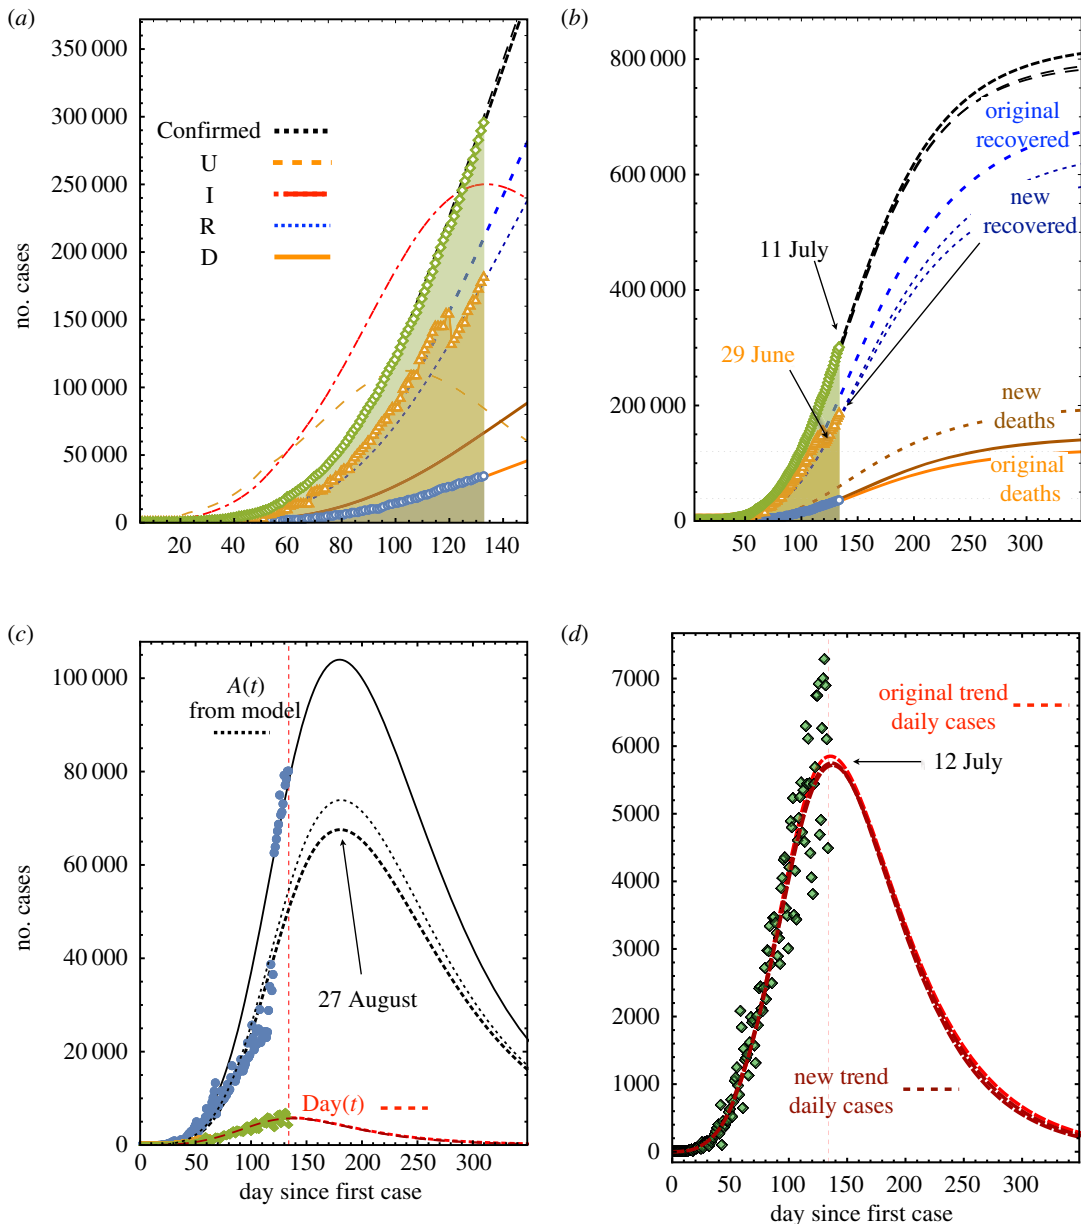 (a)
350 000
300 000
250 000
200 000
150 000
100 000
50 000
0
no. cases
Confirmed
U
I
R
D
20 40 60 80 100 120 140
(b)
800 000
600 000
400 000
200 000
0
original
recovered
new
recovered
11 July
29 June
new
deaths
original
deaths
50 100 150 200 250 300
(c)
100 000
80 000
60 000
40 000
20 000
0
no. cases
A(t)
from model
27 August
Day(t)
0 50 100 150 200 250 300
day since first case
(d)
7000
6000
5000
4000
3000
2000
1000
0
original trend
daily cases
12 July
new trend
daily cases
0 50 100 150 200 250 300 350
day since first case